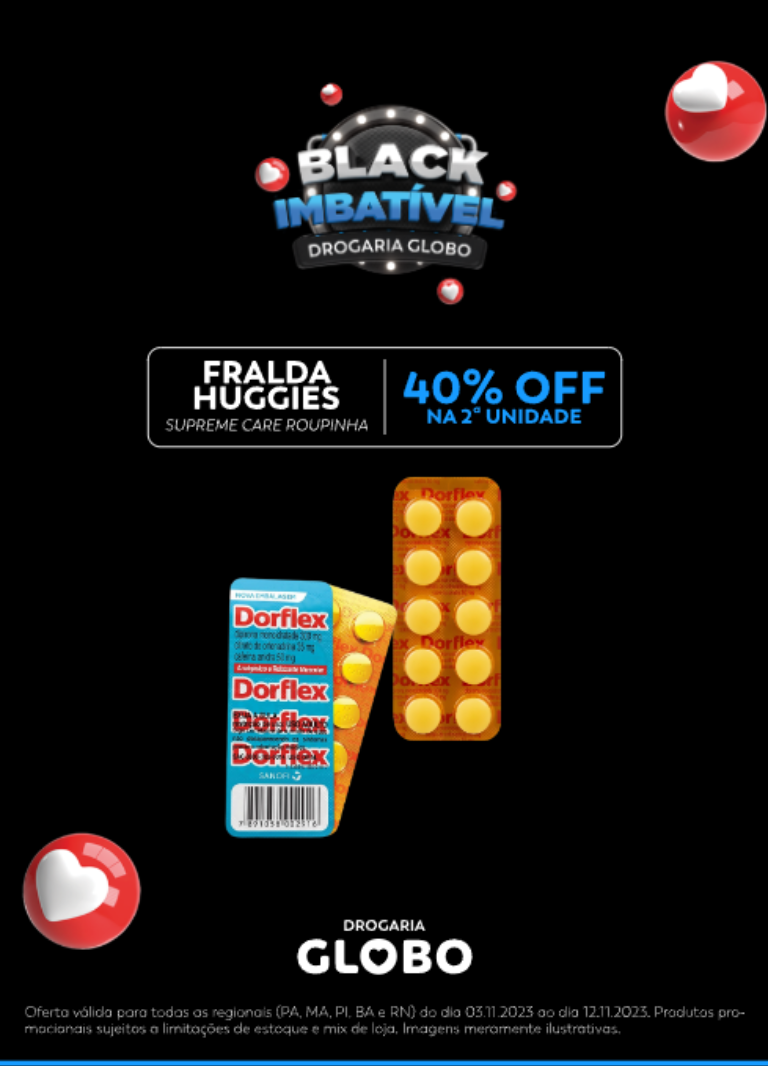 BLACK
IMBATÍVEL
DROGARIA GLOBO
FRALDA
HUGGIES
SUPREME CARE ROUPINHA
40% OFF
NA 2ª UNIDADE
Dorflex
NOVA EMBALAGEM
Dorflex
Dorflex
Dorflex
Dorflex
Dorflex
SANOFI
DROGARIA
GLOBO
Oferta válida para todas as regionais (PA, MA, PI, BA e RN) do dia 03.11.2023 ao dia 12.11.2023. Produtos pro-
mocionais sujeitos a limitações de estoque e mix de loja. Imagens meramente ilustrativas.